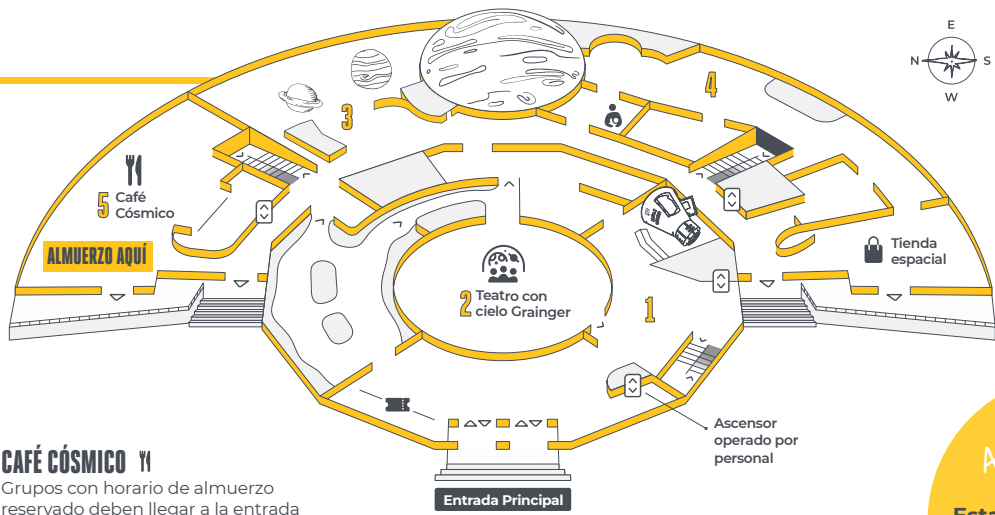 E
N
S
W
3
4
5
Café
Cósmico
ALMUERZO AQUÍ
Tienda
espacial
2
Teatro con
cielo Grainger
1
Ascensor
operado por
personal
Entrada Principal
CAFÉ CÓSMICO
Grupos con horario de almuerzo
reservado deben llegar a la entrada
A
Esta